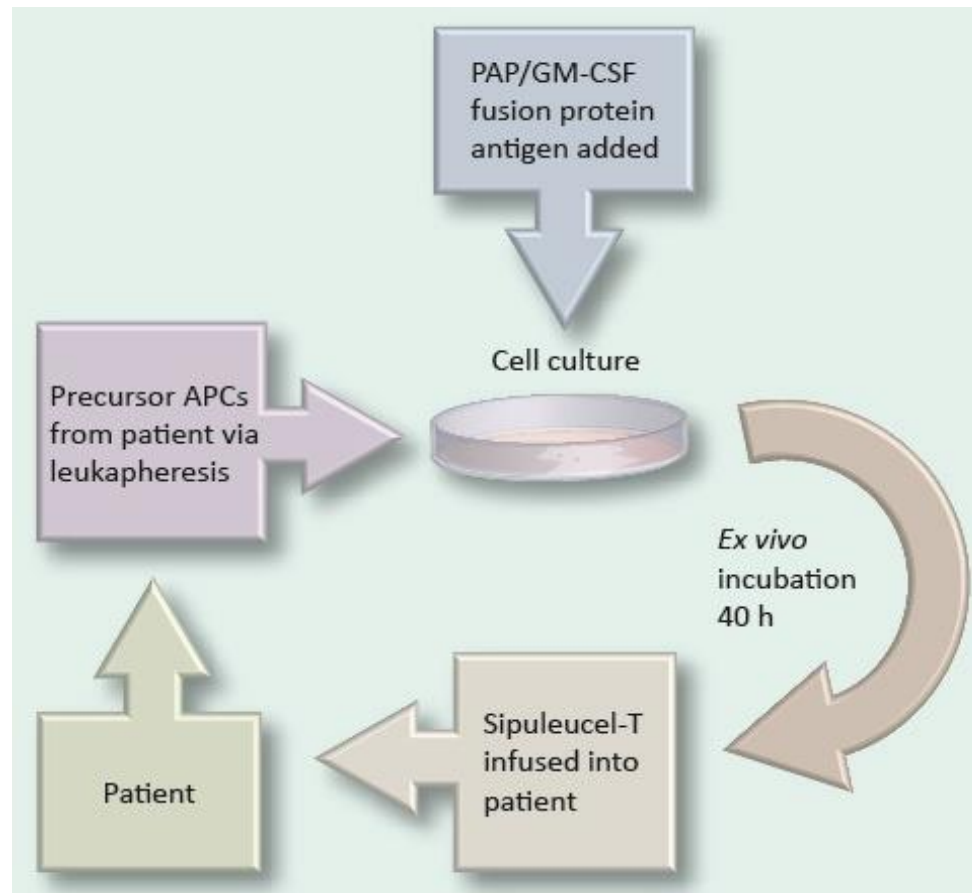 PAP/GM-CSF
fusion protein
antigen added
Cell culture
Precursor APCs
from patient via
leukapheresis
Ex vivo
incubation
40 h
Sipuleucel-T
infused into
patient
Patient